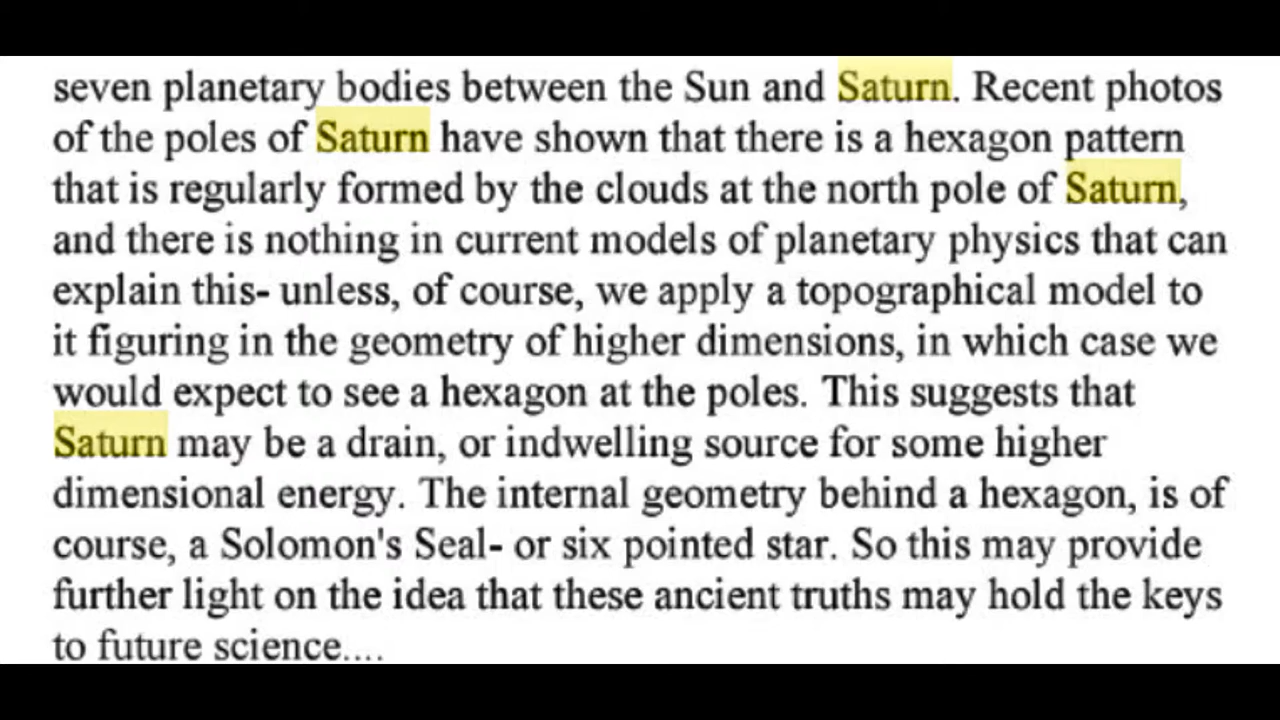 seven planetary bodies between the Sun and Saturn. Recent photos
of the poles of Saturn have shown that there is a hexagon pattern
that is regularly formed by the clouds at the north pole of Saturn,
and there is nothing in current models of planetary physics that can
explain this- unless, of course, we apply a topographical model to
it figuring in the geometry of higher dimensions, in which case we
would expect to see a hexagon at the poles. This suggests that
Saturn may be a drain, or indwelling source for some higher
dimensional energy. The internal geometry behind a hexagon, is of
course, a Solomon's Seal- or six pointed star. So this may provide
further light on the idea that these ancient truths may hold the keys
to future science....